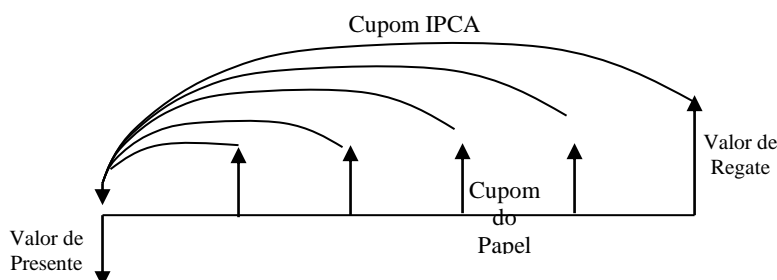 Cupom IPCA
Valor de
Regate
Cupom
do
Papel
Valor de
Presente